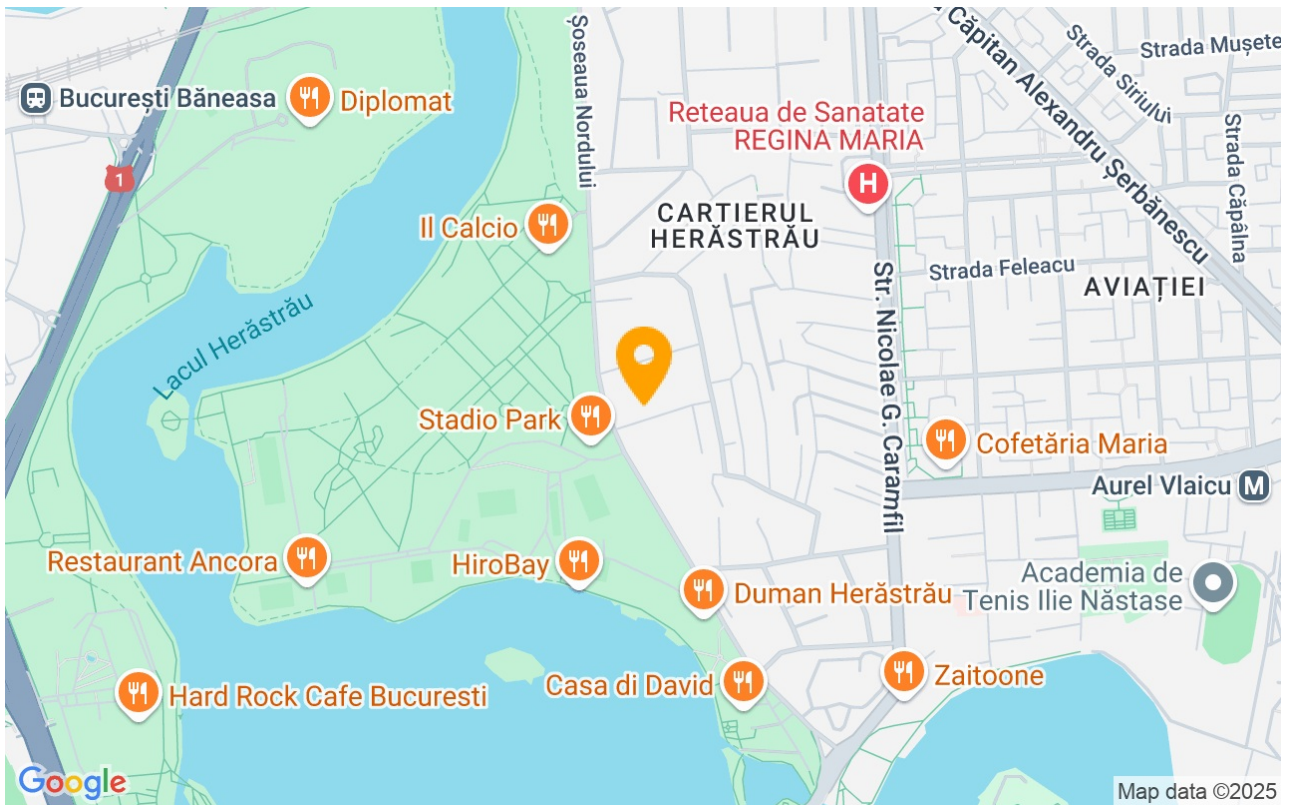 Șoseaua Nordului
Căpitan Alexandru Șerbănescu
Strada Siriului
Strada Mușete
București Băneasa
Diplomat
Reteaua de Sanatate
REGINA MARIA
H
Strada Căpâlna
1
Il Calcio
CARTIERUL
HERĂSTRĂU
Strada Feleacu
AVIAȚIEI
Lacul Herăstrău
Str. Nicolae G. Caramfil
Stadio Park
Cofetăria Maria
Aurel Vlaicu M
Restaurant Ancora
HiroBay
Duman Herăstrău
Academia de
Tenis Ilie Năstase
Hard Rock Cafe Bucuresti
Casa di David
Zaitoone
Google
Map data ©2025